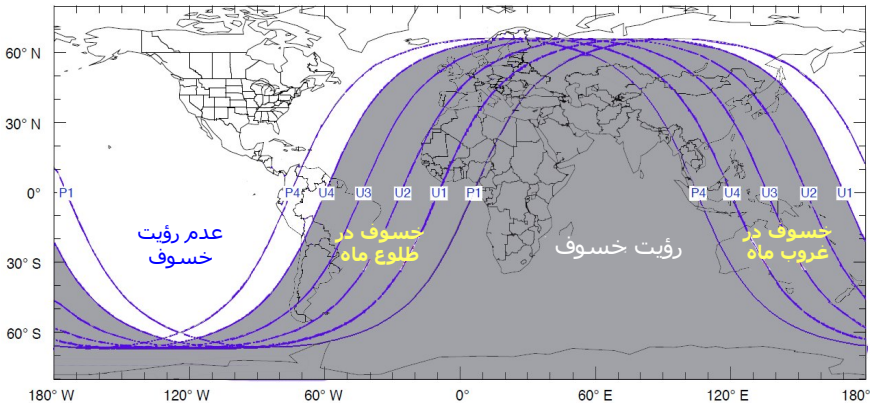 60° N
30° N
0°
30° S
60° S
P1
P4
U4
U3
U2
U1
P1
P4
U4
U3
U2
U1
عدم رؤیت
خسوف
خسوف در
طلوع ماه
رؤیت خسوف
خسوف در
غروب ماه
180° W
120° W
60° W
0°
60° E
120° E
180°